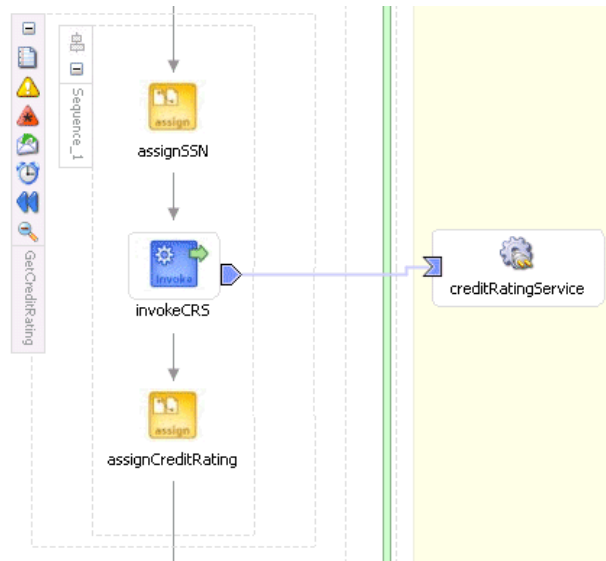 assign
assignSSN
Sequence_1
invoke
invokeCRS
creditRatingService
GetCreditRating
assign
assignCreditRating